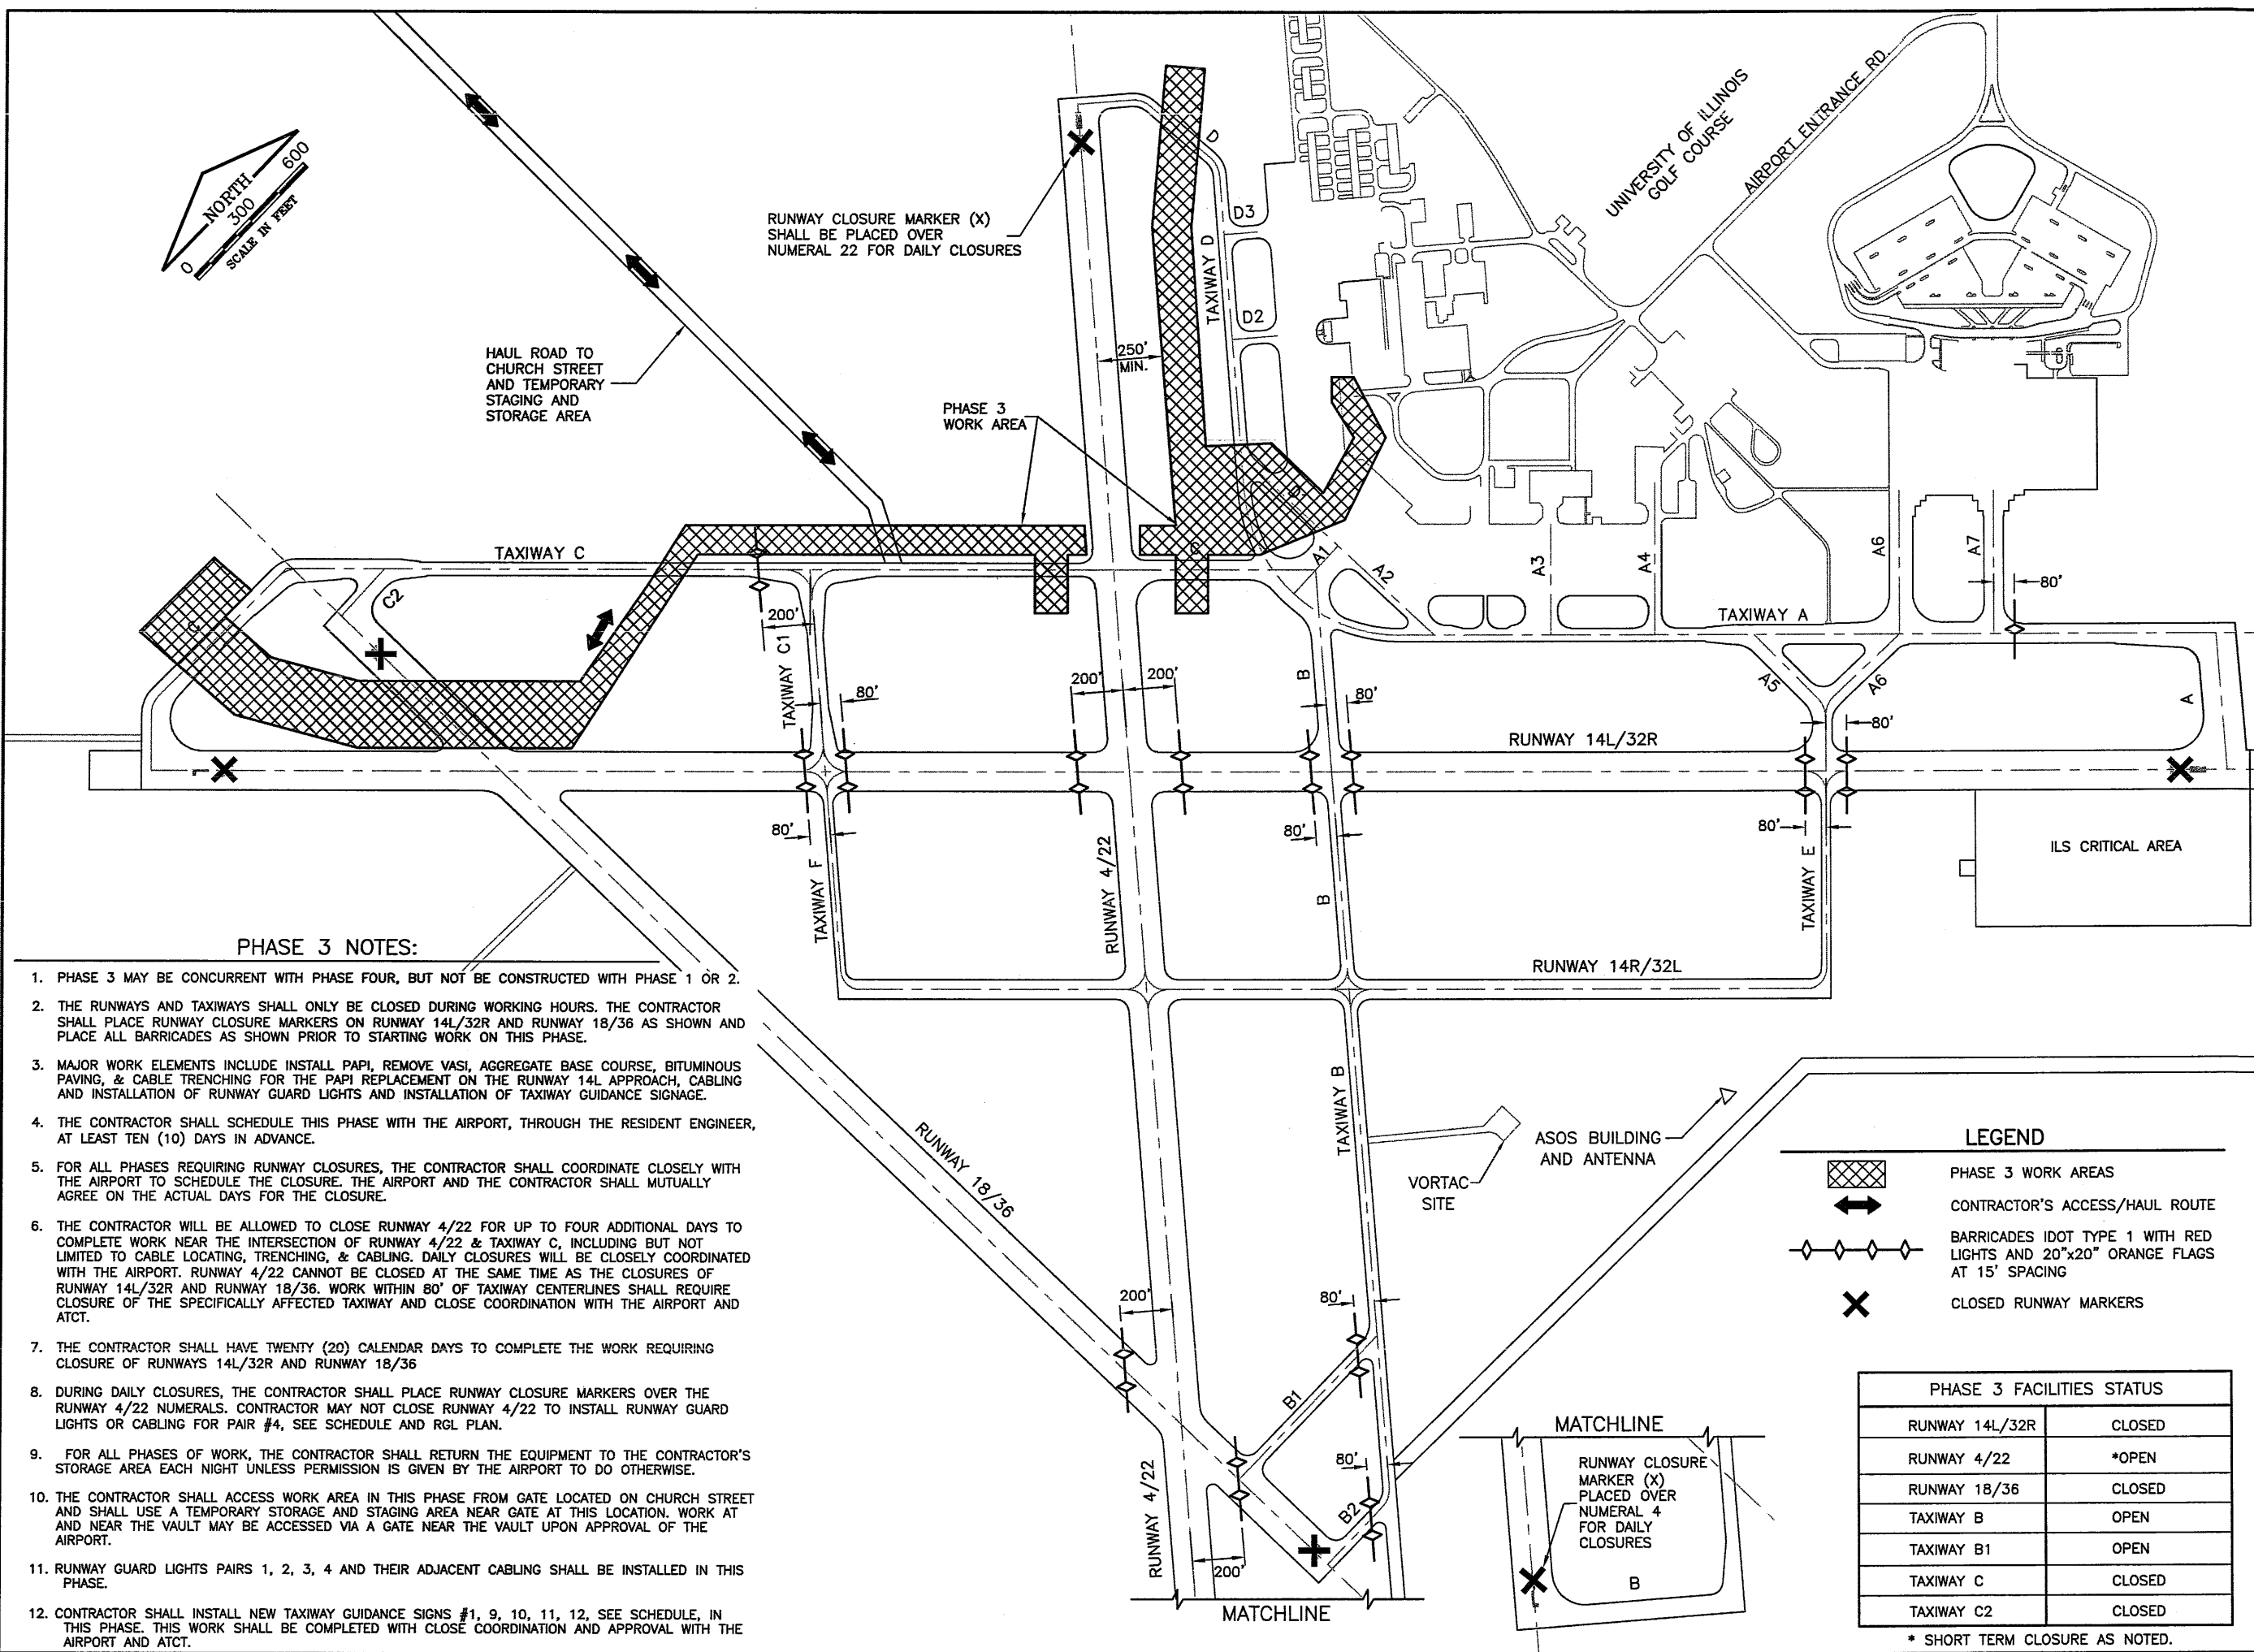 NORTH
0
300
600
SCALE IN FEET
RUNWAY CLOSURE MARKER (X)
SHALL BE PLACED OVER
NUMERAL 22 FOR DAILY CLOSURES
HAUL ROAD TO
CHURCH STREET
AND TEMPORARY
STAGING AND
STORAGE AREA
PHASE 3
WORK AREA
250'
MIN.
D
D3
TAXIWAY D
D2
D
UNIVERSITY OF ILLINOIS
GOLF COURSE
AIRPORT ENTRANCE RD.
TAXIWAY C
C2
C
C
A1
A2
A3
A4
A6
A7
80'
TAXIWAY A
200'
TAXIWAY C1
80'
200'
200'
B
80'
A5
A6
80'
A
RUNWAY 14L/32R
80'
TAXIWAY F
RUNWAY 4/22
80'
B
80'
TAXIWAY E
ILS CRITICAL AREA
RUNWAY 14R/32L
PHASE 3 NOTES:
1. PHASE 3 MAY BE CONCURRENT WITH PHASE FOUR, BUT NOT BE CONSTRUCTED WITH PHASE 1 OR 2.
2. THE RUNWAYS AND TAXIWAYS SHALL ONLY BE CLOSED DURING WORKING HOURS. THE CONTRACTOR
SHALL PLACE RUNWAY CLOSURE MARKERS ON RUNWAY 14L/32R AND RUNWAY 18/36 AS SHOWN AND
PLACE ALL BARRICADES AS SHOWN PRIOR TO STARTING WORK ON THIS PHASE.
3. MAJOR WORK ELEMENTS INCLUDE INSTALL PAPI, REMOVE VASI, AGGREGATE BASE COURSE, BITUMINOUS
PAVING, & CABLE TRENCHING FOR THE PAPI REPLACEMENT ON THE RUNWAY 14L APPROACH, CABLING
AND INSTALLATION OF RUNWAY GUARD LIGHTS AND INSTALLATION OF TAXIWAY GUIDANCE SIGNAGE.
4. THE CONTRACTOR SHALL SCHEDULE THIS PHASE WITH THE AIRPORT, THROUGH THE RESIDENT ENGINEER,
AT LEAST TEN (10) DAYS IN ADVANCE.
5. FOR ALL PHASES REQUIRING RUNWAY CLOSURES, THE CONTRACTOR SHALL COORDINATE CLOSELY WITH
THE AIRPORT TO SCHEDULE THE CLOSURE. THE AIRPORT AND THE CONTRACTOR SHALL MUTUALLY
AGREE ON THE ACTUAL DAYS FOR THE CLOSURE.
6. THE CONTRACTOR WILL BE ALLOWED TO CLOSE RUNWAY 4/22 FOR UP TO FOUR ADDITIONAL DAYS TO
COMPLETE WORK NEAR THE INTERSECTION OF RUNWAY 4/22 & TAXIWAY C, INCLUDING BUT NOT
LIMITED TO CABLE LOCATING, TRENCHING, & CABLING. DAILY CLOSURES WILL BE CLOSELY COORDINATED
WITH THE AIRPORT. RUNWAY 4/22 CANNOT BE CLOSED AT THE SAME TIME AS THE CLOSURES OF
RUNWAY 14L/32R AND RUNWAY 18/36. WORK WITHIN 80' OF TAXIWAY CENTERLINES SHALL REQUIRE
CLOSURE OF THE SPECIFICALLY AFFECTED TAXIWAY AND CLOSE COORDINATION WITH THE AIRPORT AND
ATCT.
7. THE CONTRACTOR SHALL HAVE TWENTY (20) CALENDAR DAYS TO COMPLETE THE WORK REQUIRING
CLOSURE OF RUNWAYS 14L/32R AND RUNWAY 18/36
8. DURING DAILY CLOSURES, THE CONTRACTOR SHALL PLACE RUNWAY CLOSURE MARKERS OVER THE
RUNWAY 4/22 NUMERALS. CONTRACTOR MAY NOT CLOSE RUNWAY 4/22 TO INSTALL RUNWAY GUARD
LIGHTS OR CABLING FOR PAIR #4, SEE SCHEDULE AND RGL PLAN.
9. FOR ALL PHASES OF WORK, THE CONTRACTOR SHALL RETURN THE EQUIPMENT TO THE CONTRACTOR'S
STORAGE AREA EACH NIGHT UNLESS PERMISSION IS GIVEN BY THE AIRPORT TO DO OTHERWISE.
10. THE CONTRACTOR SHALL ACCESS WORK AREA IN THIS PHASE FROM GATE LOCATED ON CHURCH STREET
AND SHALL USE A TEMPORARY STORAGE AND STAGING AREA NEAR GATE AT THIS LOCATION. WORK AT
AND NEAR THE VAULT MAY BE ACCESSED VIA A GATE NEAR THE VAULT UPON APPROVAL OF THE
AIRPORT.
11. RUNWAY GUARD LIGHTS PAIRS 1, 2, 3, 4 AND THEIR ADJACENT CABLING SHALL BE INSTALLED IN THIS
PHASE.
12. CONTRACTOR SHALL INSTALL NEW TAXIWAY GUIDANCE SIGNS #1, 9, 10, 11, 12, SEE SCHEDULE, IN
THIS PHASE. THIS WORK SHALL BE COMPLETED WITH CLOSE COORDINATION AND APPROVAL WITH THE
AIRPORT AND ATCT.
RUNWAY 18/36
TAXIWAY B
VORTAC
SITE
ASOS BUILDING
AND ANTENNA
200'
80'
B1
80'
B2
RUNWAY 4/22
200'
MATCHLINE
MATCHLINE
RUNWAY CLOSURE
MARKER (X)
PLACED OVER
NUMERAL 4
FOR DAILY
CLOSURES
B
LEGEND
PHASE 3 WORK AREAS
CONTRACTOR'S ACCESS/HAUL ROUTE
BARRICADES IDOT TYPE 1 WITH RED
LIGHTS AND 20"x20" ORANGE FLAGS
AT 15' SPACING
CLOSED RUNWAY MARKERS
PHASE 3 FACILITIES STATUS
RUNWAY 14L/32R CLOSED
RUNWAY 4/22 *OPEN
RUNWAY 18/36 CLOSED
TAXIWAY B OPEN
TAXIWAY B1 OPEN
TAXIWAY C CLOSED
TAXIWAY C2 CLOSED
* SHORT TERM CLOSURE AS NOTED.